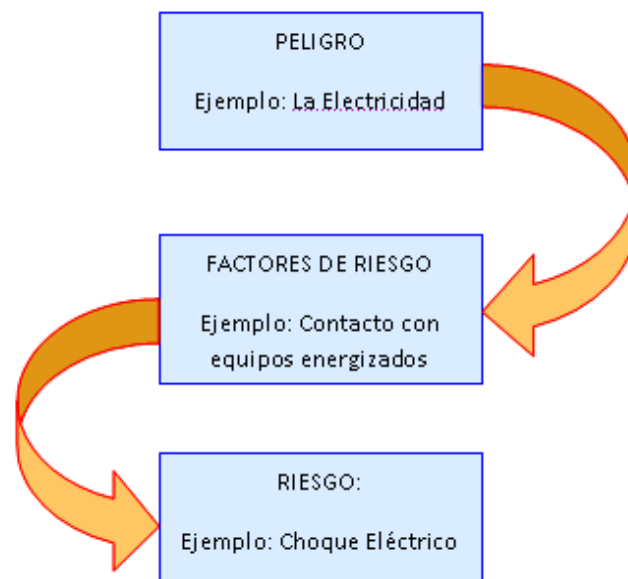 PELIGRO
Ejemplo: La Electricidad
FACTORES DE RIESGO
Ejemplo: Contacto con
equipos energizados
RIESGO:
Ejemplo: Choque Eléctrico